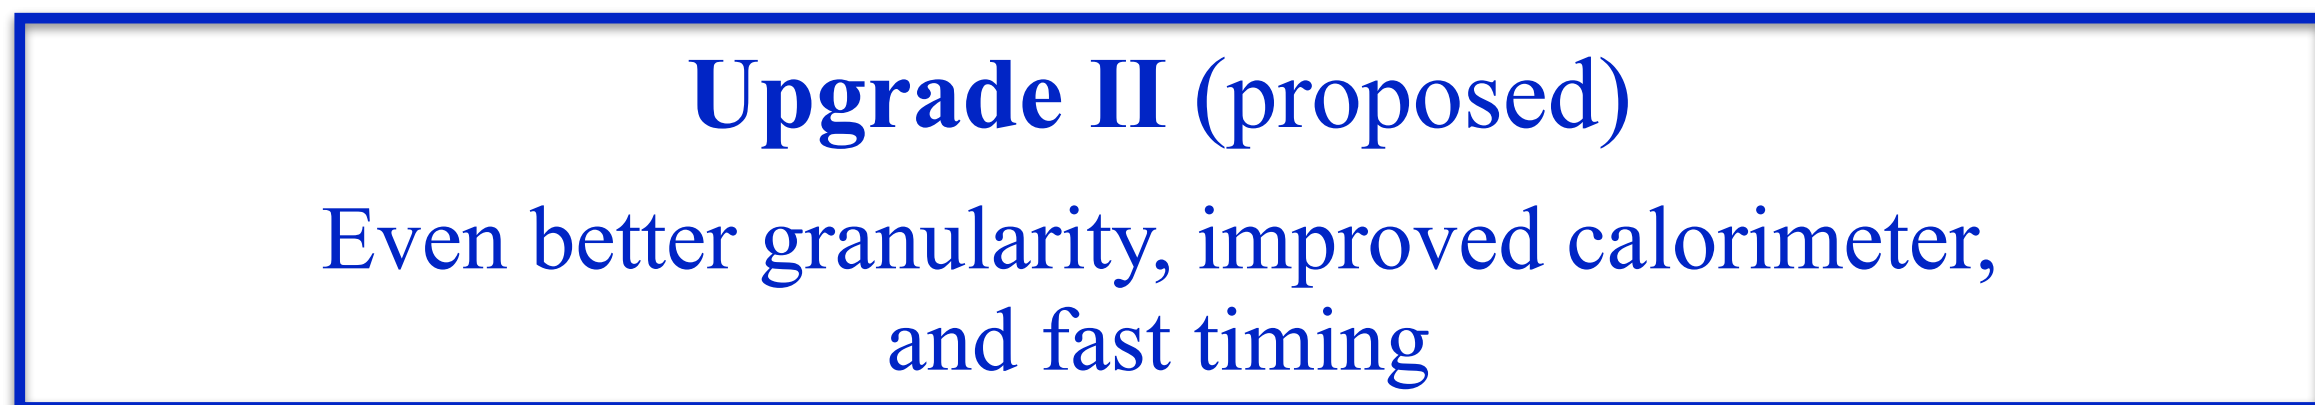 Upgrade II (proposed)
Even better granularity, improved calorimeter,
and fast timing